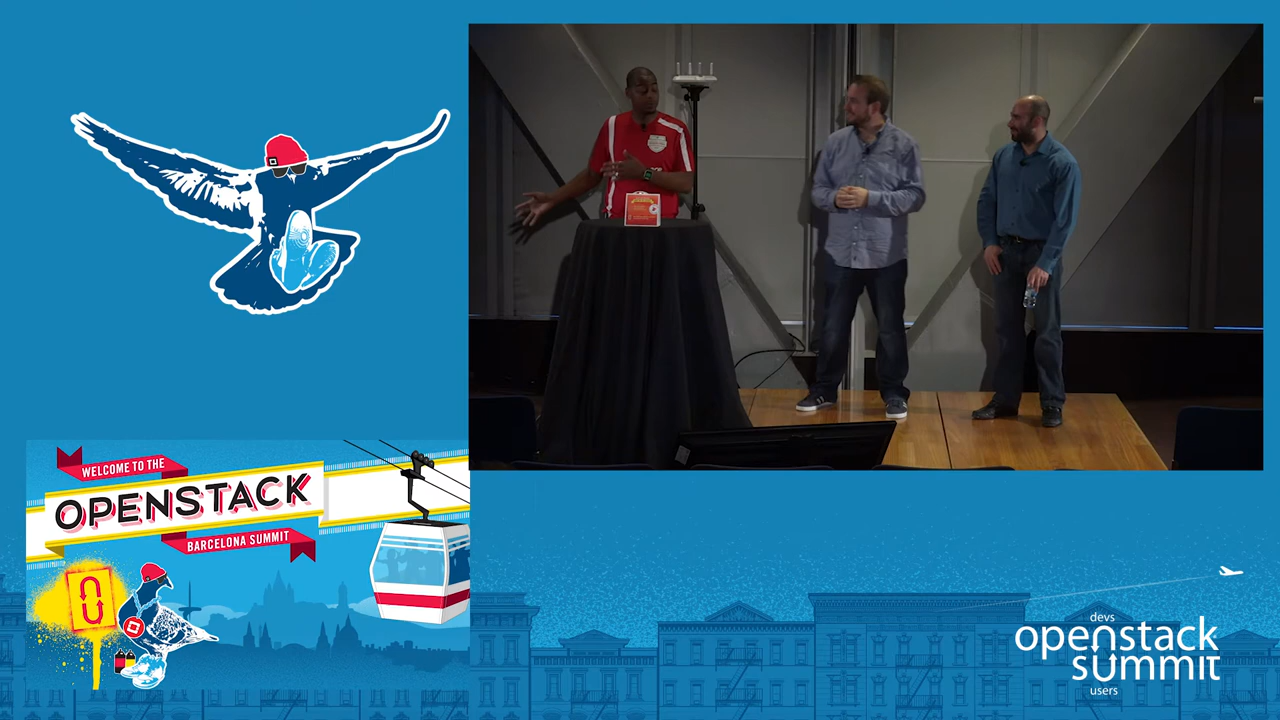 WELCOME TO THE
OPENSTACK
BARCELONA SUMMIT
devs
openstack
summit
users